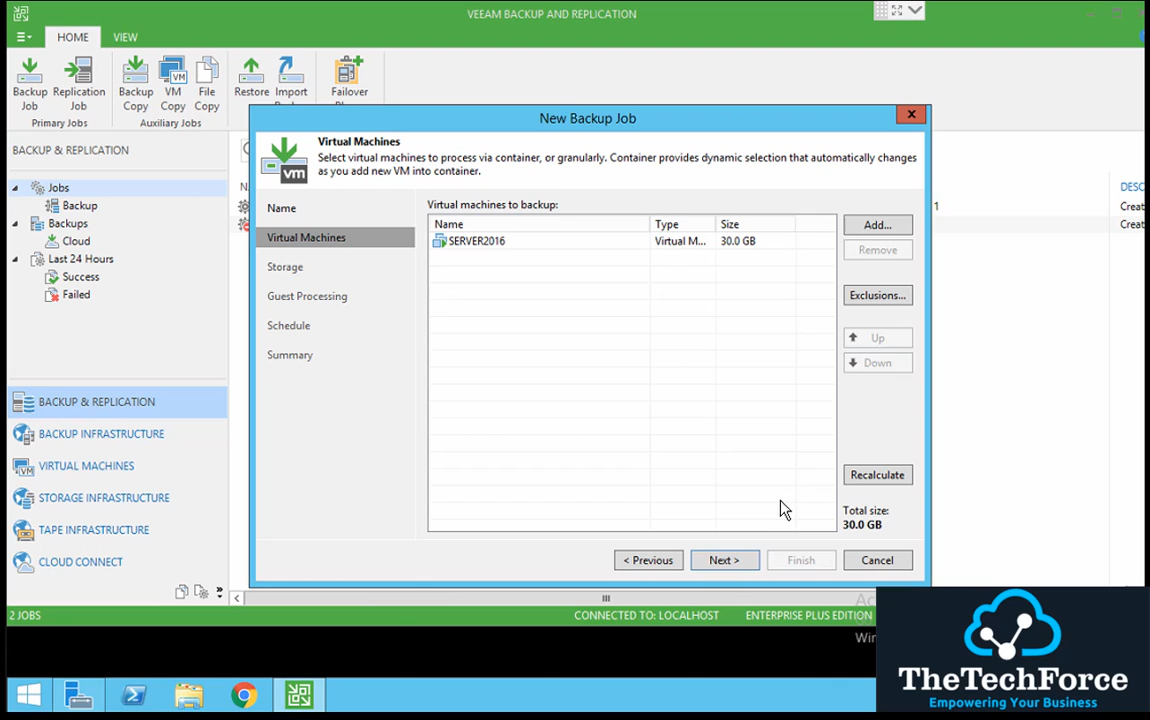 VEEAM BACKUP AND REPLICATION
HOME
VIEW
Backup
Job
Replication
Job
Primary Jobs
Backup
Copy
VM
Copy
File
Copy
Auxiliary Jobs
Restore
Import
Failover
BACKUP & REPLICATION
Jobs
Backup
Backups
Cloud
Last 24 Hours
Success
Failed
New Backup Job
Virtual Machines
Select virtual machines to process via container, or granularly. Container provides dynamic selection that automatically changes
as you add new VM into container.
Name
Virtual Machines
Storage
Guest Processing
Schedule
Summary
Virtual machines to backup:
Name Type Size
SERVER2016 Virtual M... 30.0 GB
Add...
Remove
Exclusions...
Up
Down
Recalculate
Total size:
30.0 GB
< Previous
Next >
Finish
Cancel
DESC
1 Creat
Creat
BACKUP & REPLICATION
BACKUP INFRASTRUCTURE
VIRTUAL MACHINES
STORAGE INFRASTRUCTURE
TAPE INFRASTRUCTURE
CLOUD CONNECT
2 JOBS
CONNECTED TO: LOCALHOST
ENTERPRISE PLUS EDITION
TheTechForce
Empowering Your Business